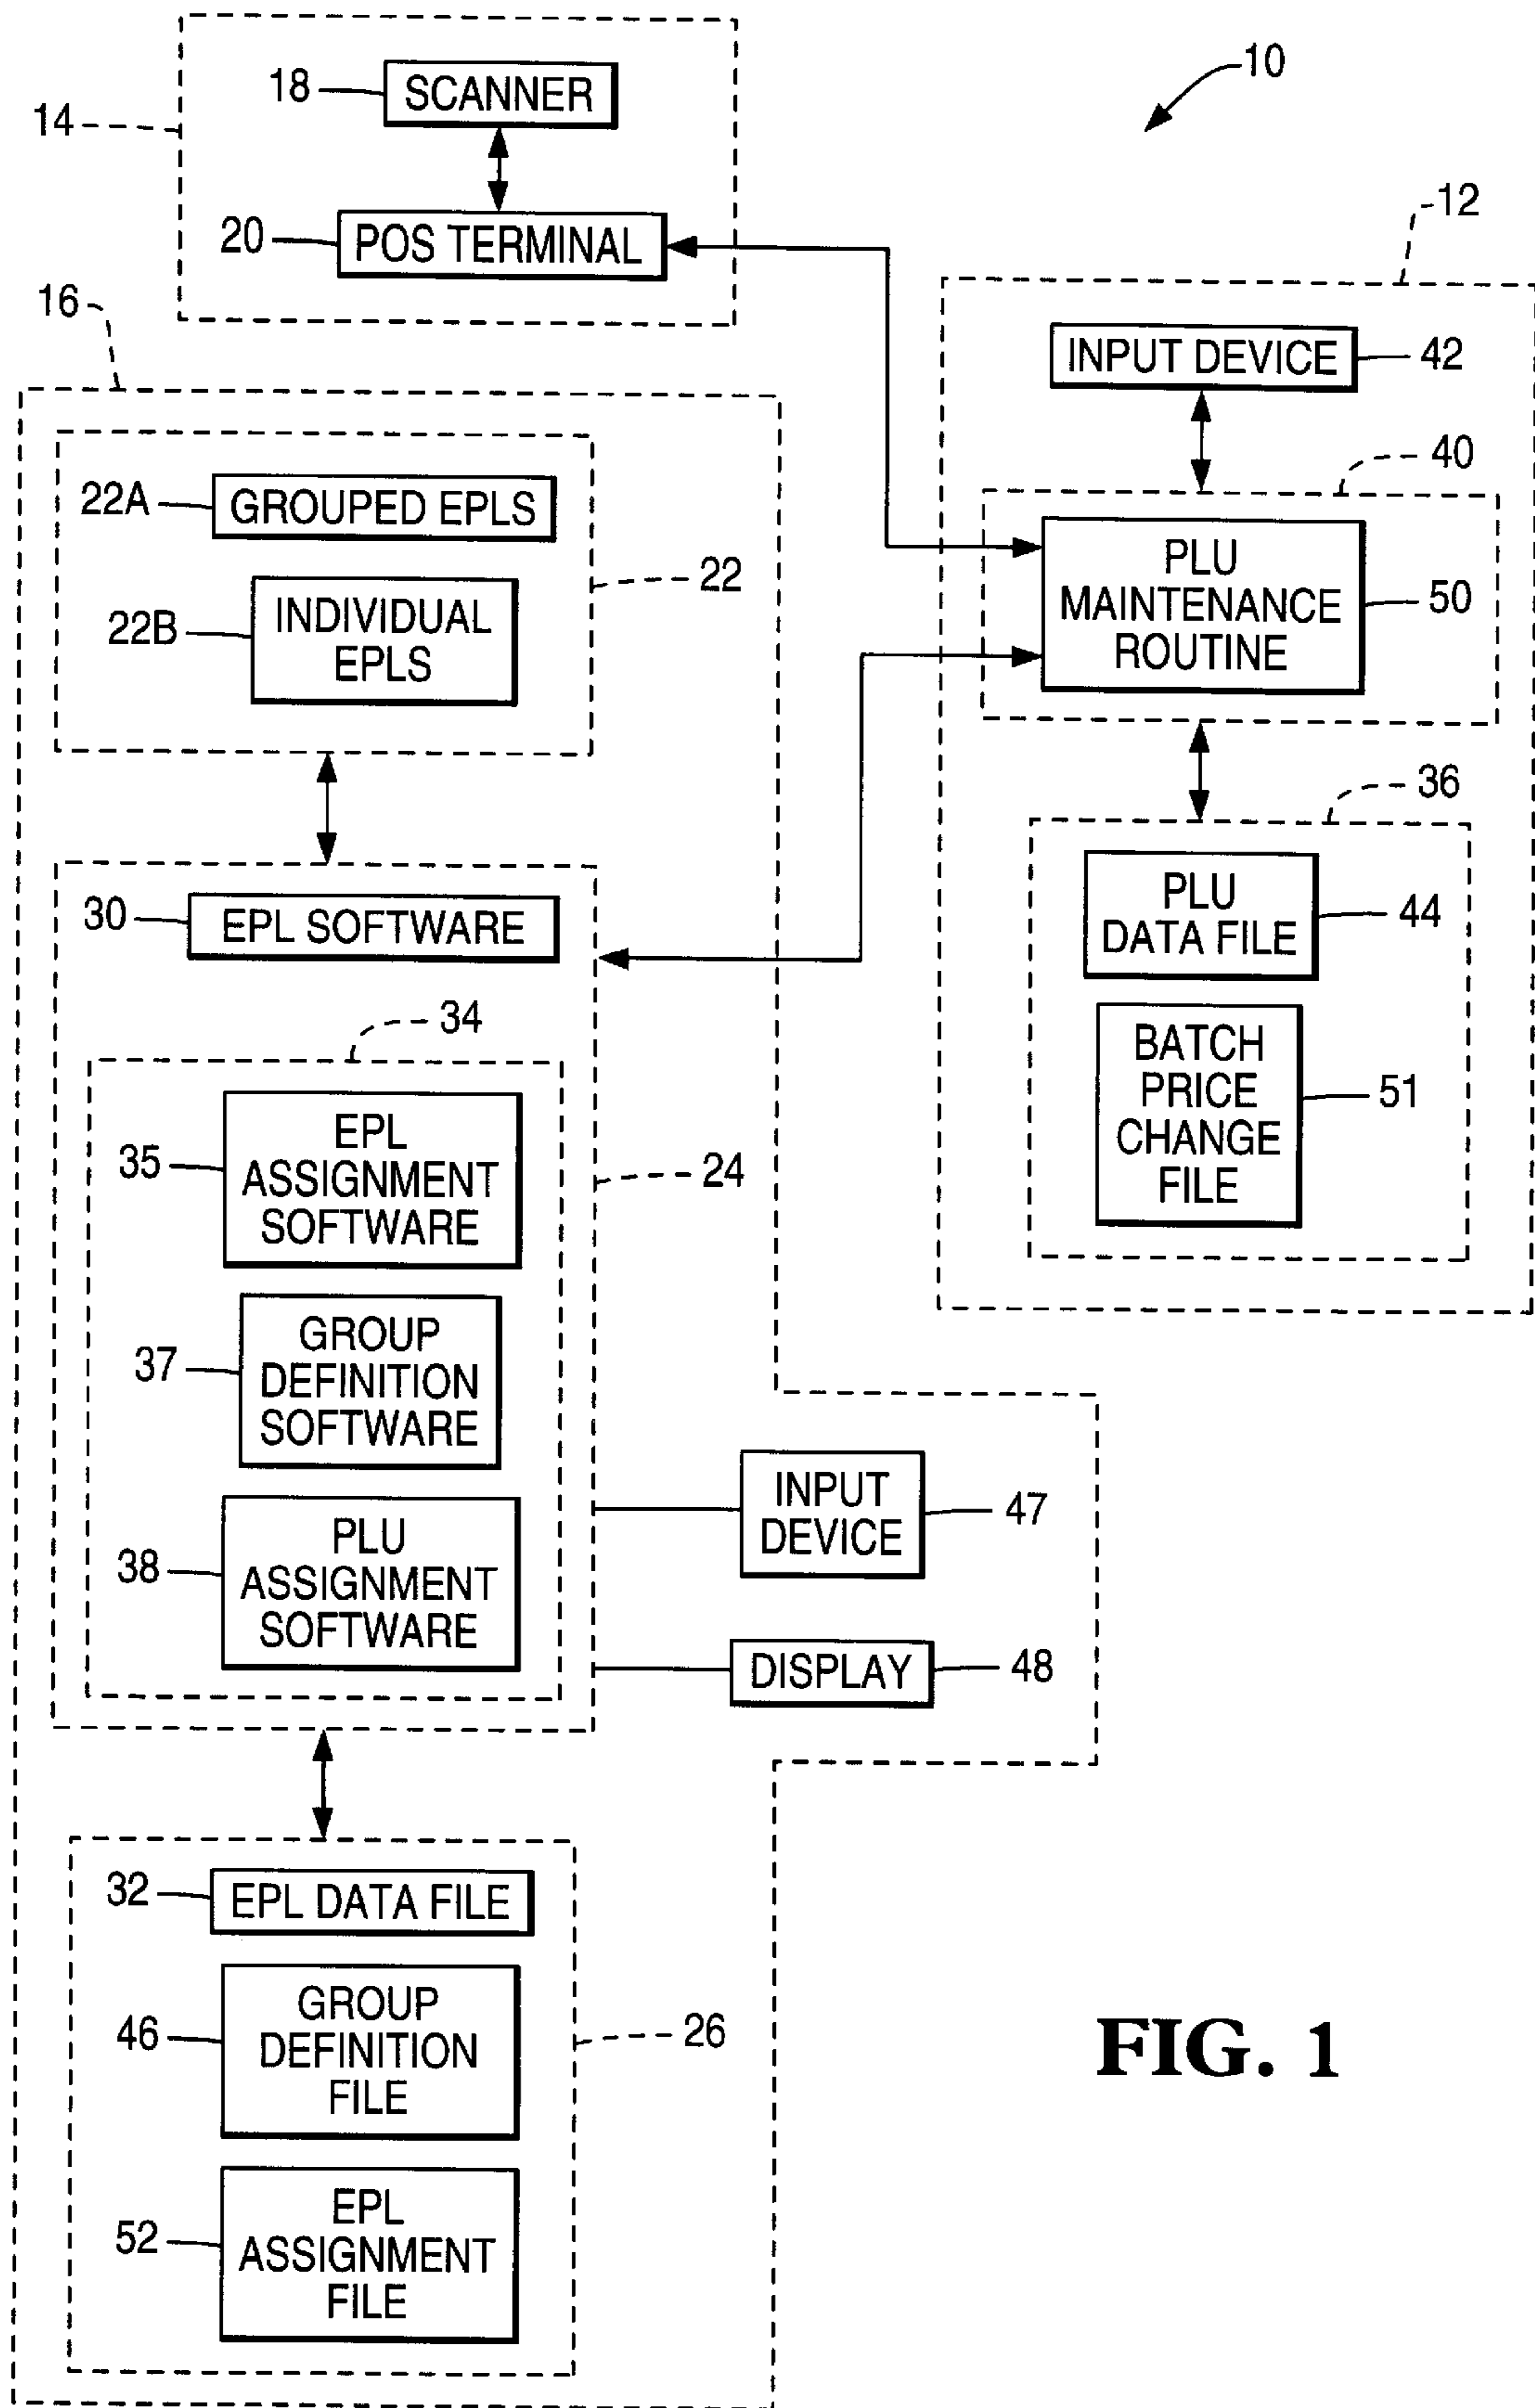 10
14
18
SCANNER
20
POS TERMINAL
12
INPUT DEVICE
42
40
PLU
MAINTENANCE
ROUTINE
50
36
PLU
DATA FILE
44
BATCH
PRICE
CHANGE
FILE
51
16
22A
GROUPED EPLS
22
22B
INDIVIDUAL
EPLS
30
EPL SOFTWARE
34
35
EPL
ASSIGNMENT
SOFTWARE
24
37
GROUP
DEFINITION
SOFTWARE
38
PLU
ASSIGNMENT
SOFTWARE
INPUT
DEVICE
47
DISPLAY
48
32
EPL DATA FILE
46
GROUP
DEFINITION
FILE
26
52
EPL
ASSIGNMENT
FILE
FIG. 1